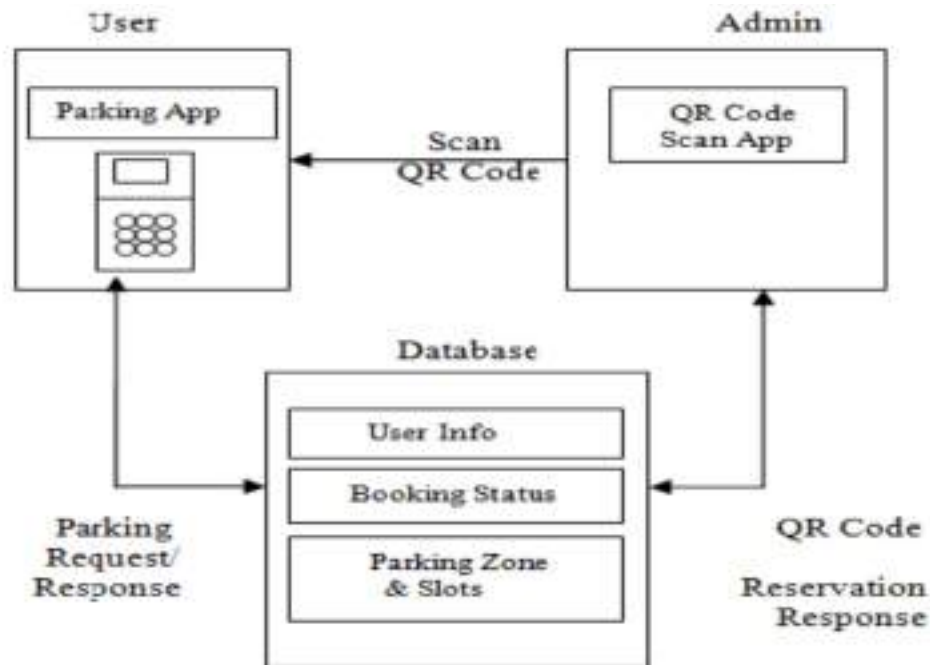 User
Admin
Parking App
QR Code
Scan App
Scan
QR Code
Database
User Info
Booking Status
Parking Zone
& Slots
Parking
Request/
Response
QR Code
Reservation
Response